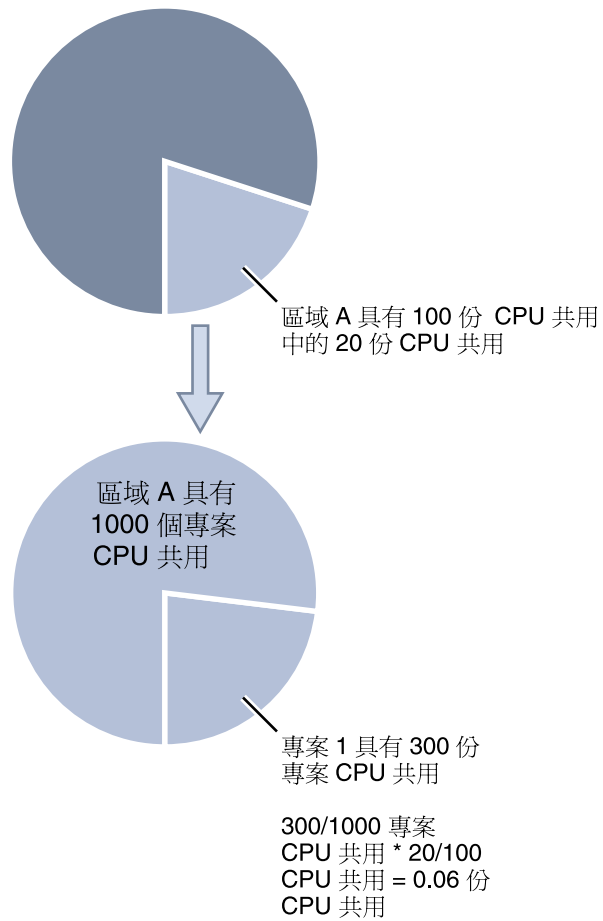 區域 A 具有 100 份 CPU 共用
中的 20 份 CPU 共用
區域 A 具有
1000 個專案
CPU 共用
專案 1 具有 300 份
專案 CPU 共用
300/1000 專案
CPU 共用 * 20/100
CPU 共用 = 0.06 份
CPU 共用